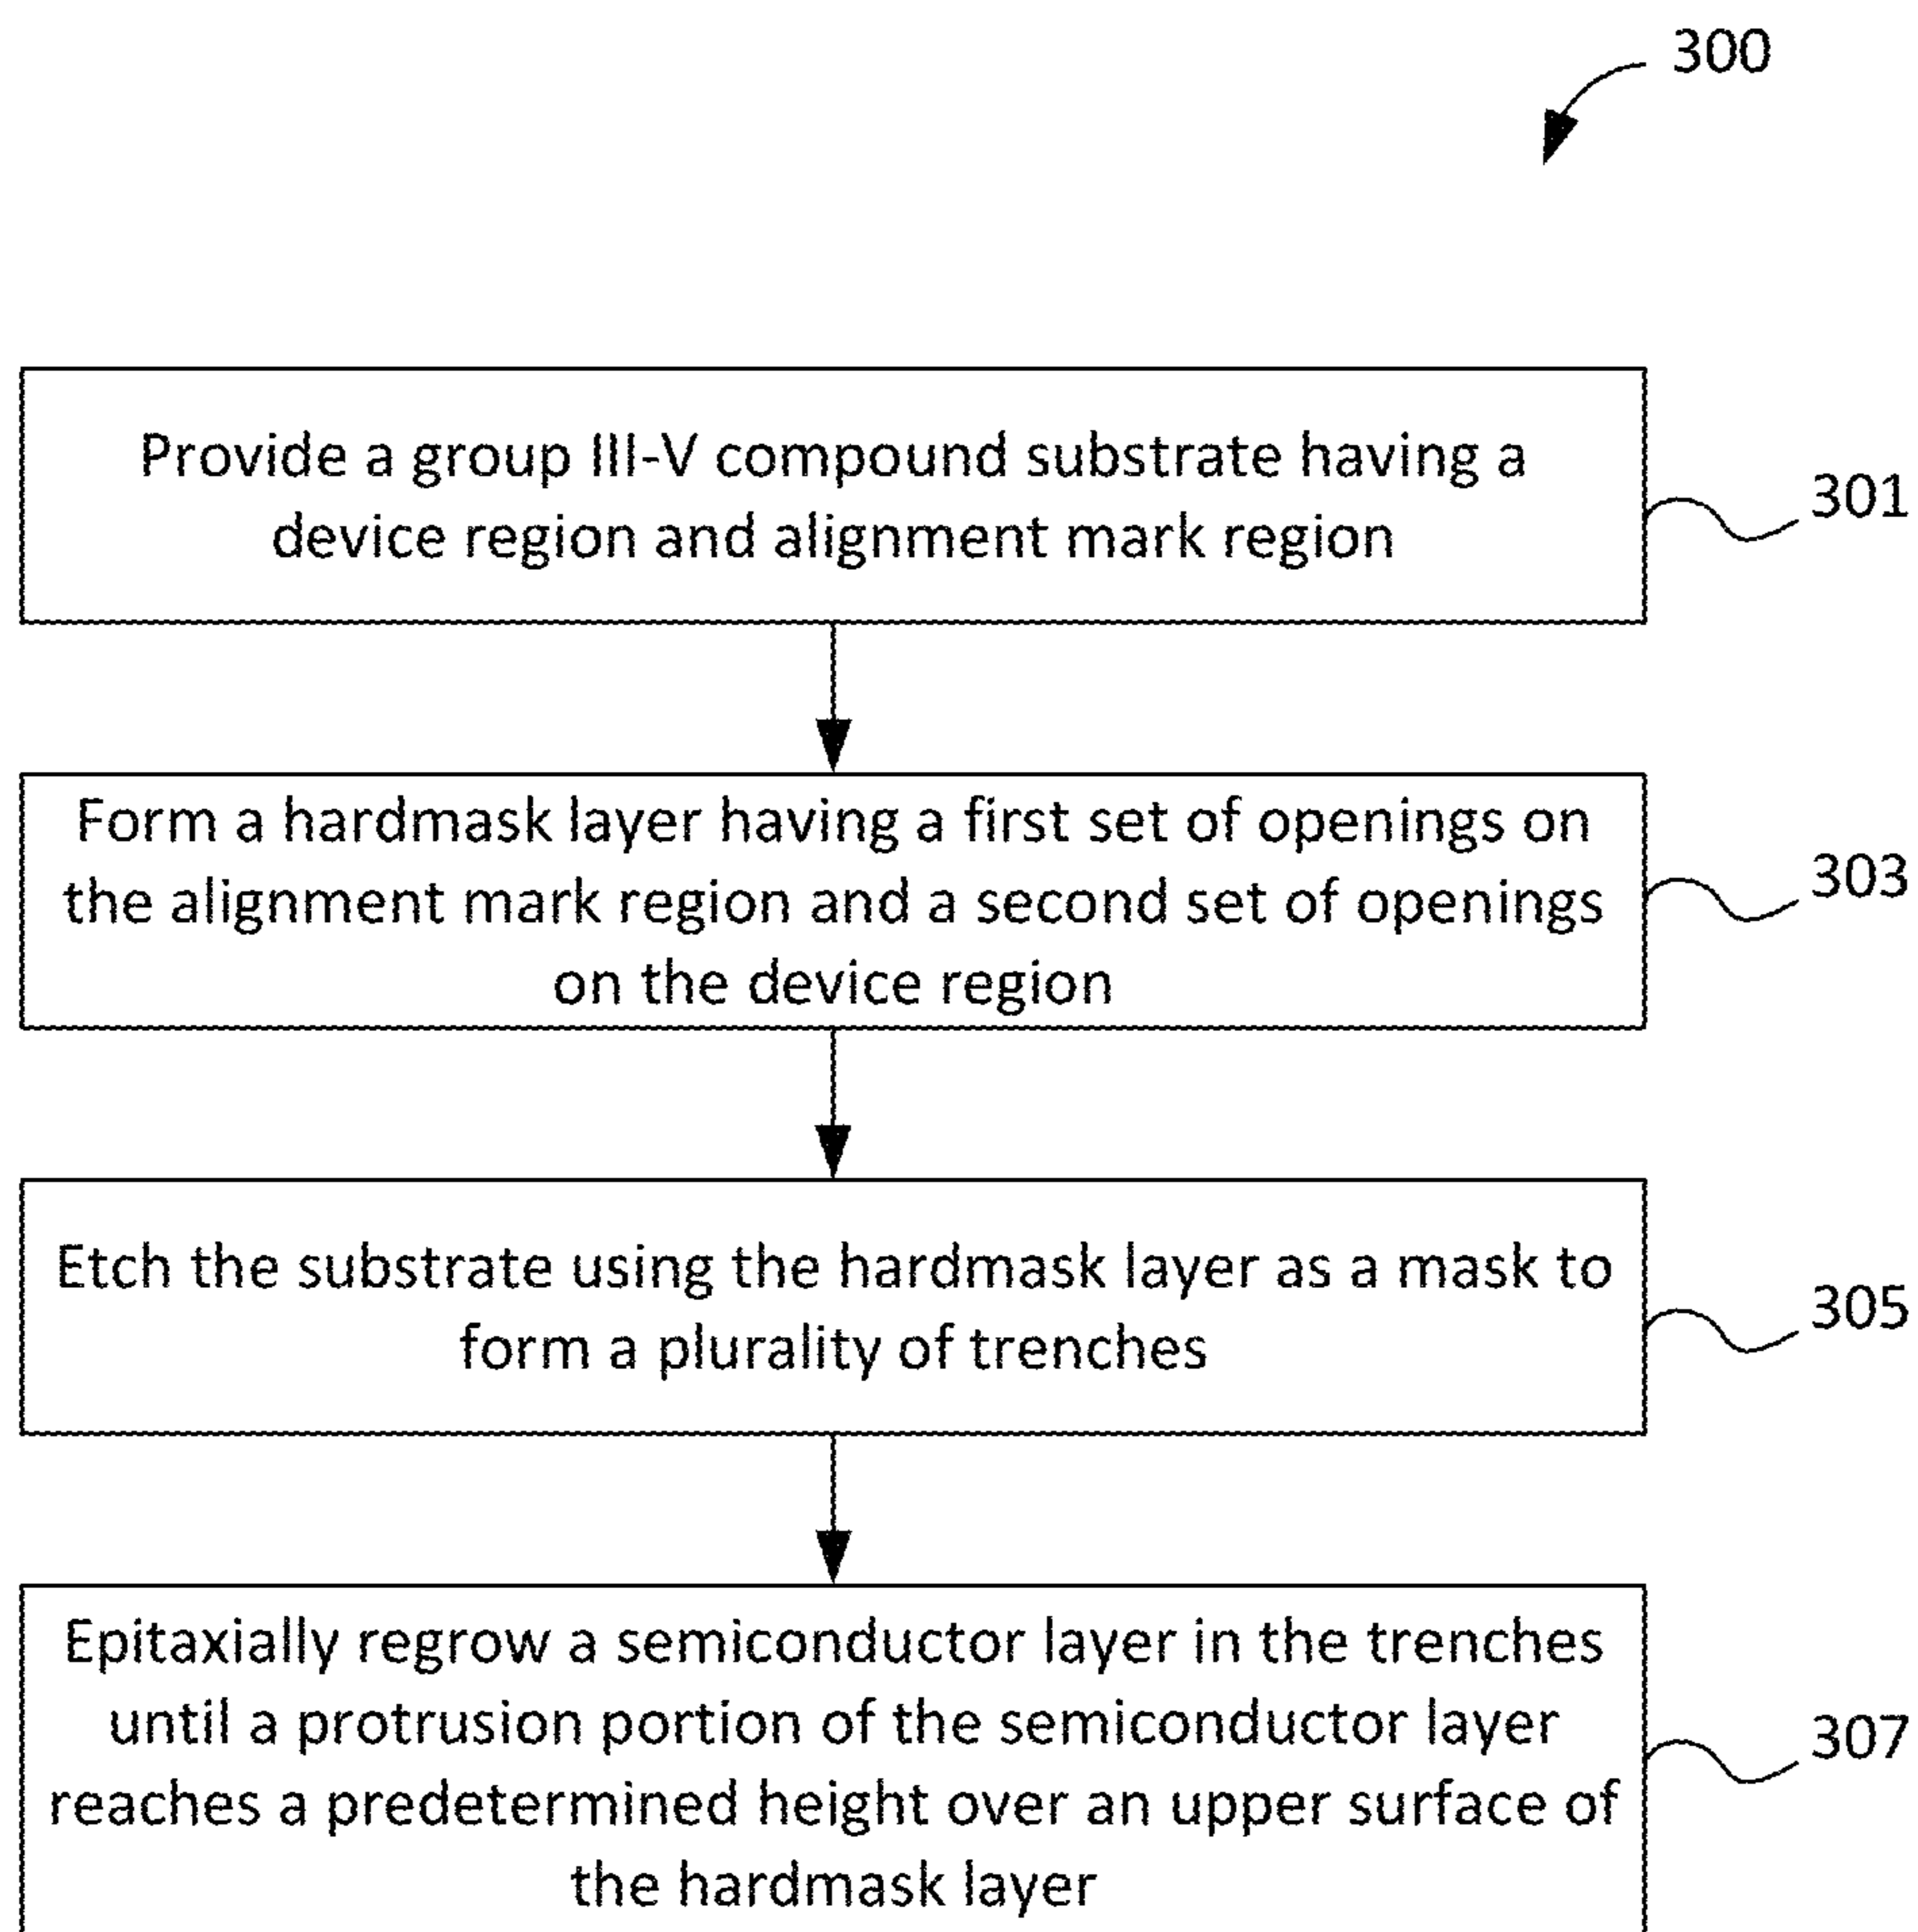 300
Provide a group III-V compound substrate having a
device region and alignment mark region
301
Form a hardmask layer having a first set of openings on
the alignment mark region and a second set of openings
on the device region
303
Etch the substrate using the hardmask layer as a mask to
form a plurality of trenches
305
Epitaxially regrow a semiconductor layer in the trenches
until a protrusion portion of the semiconductor layer
reaches a predetermined height over an upper surface of
the hardmask layer
307